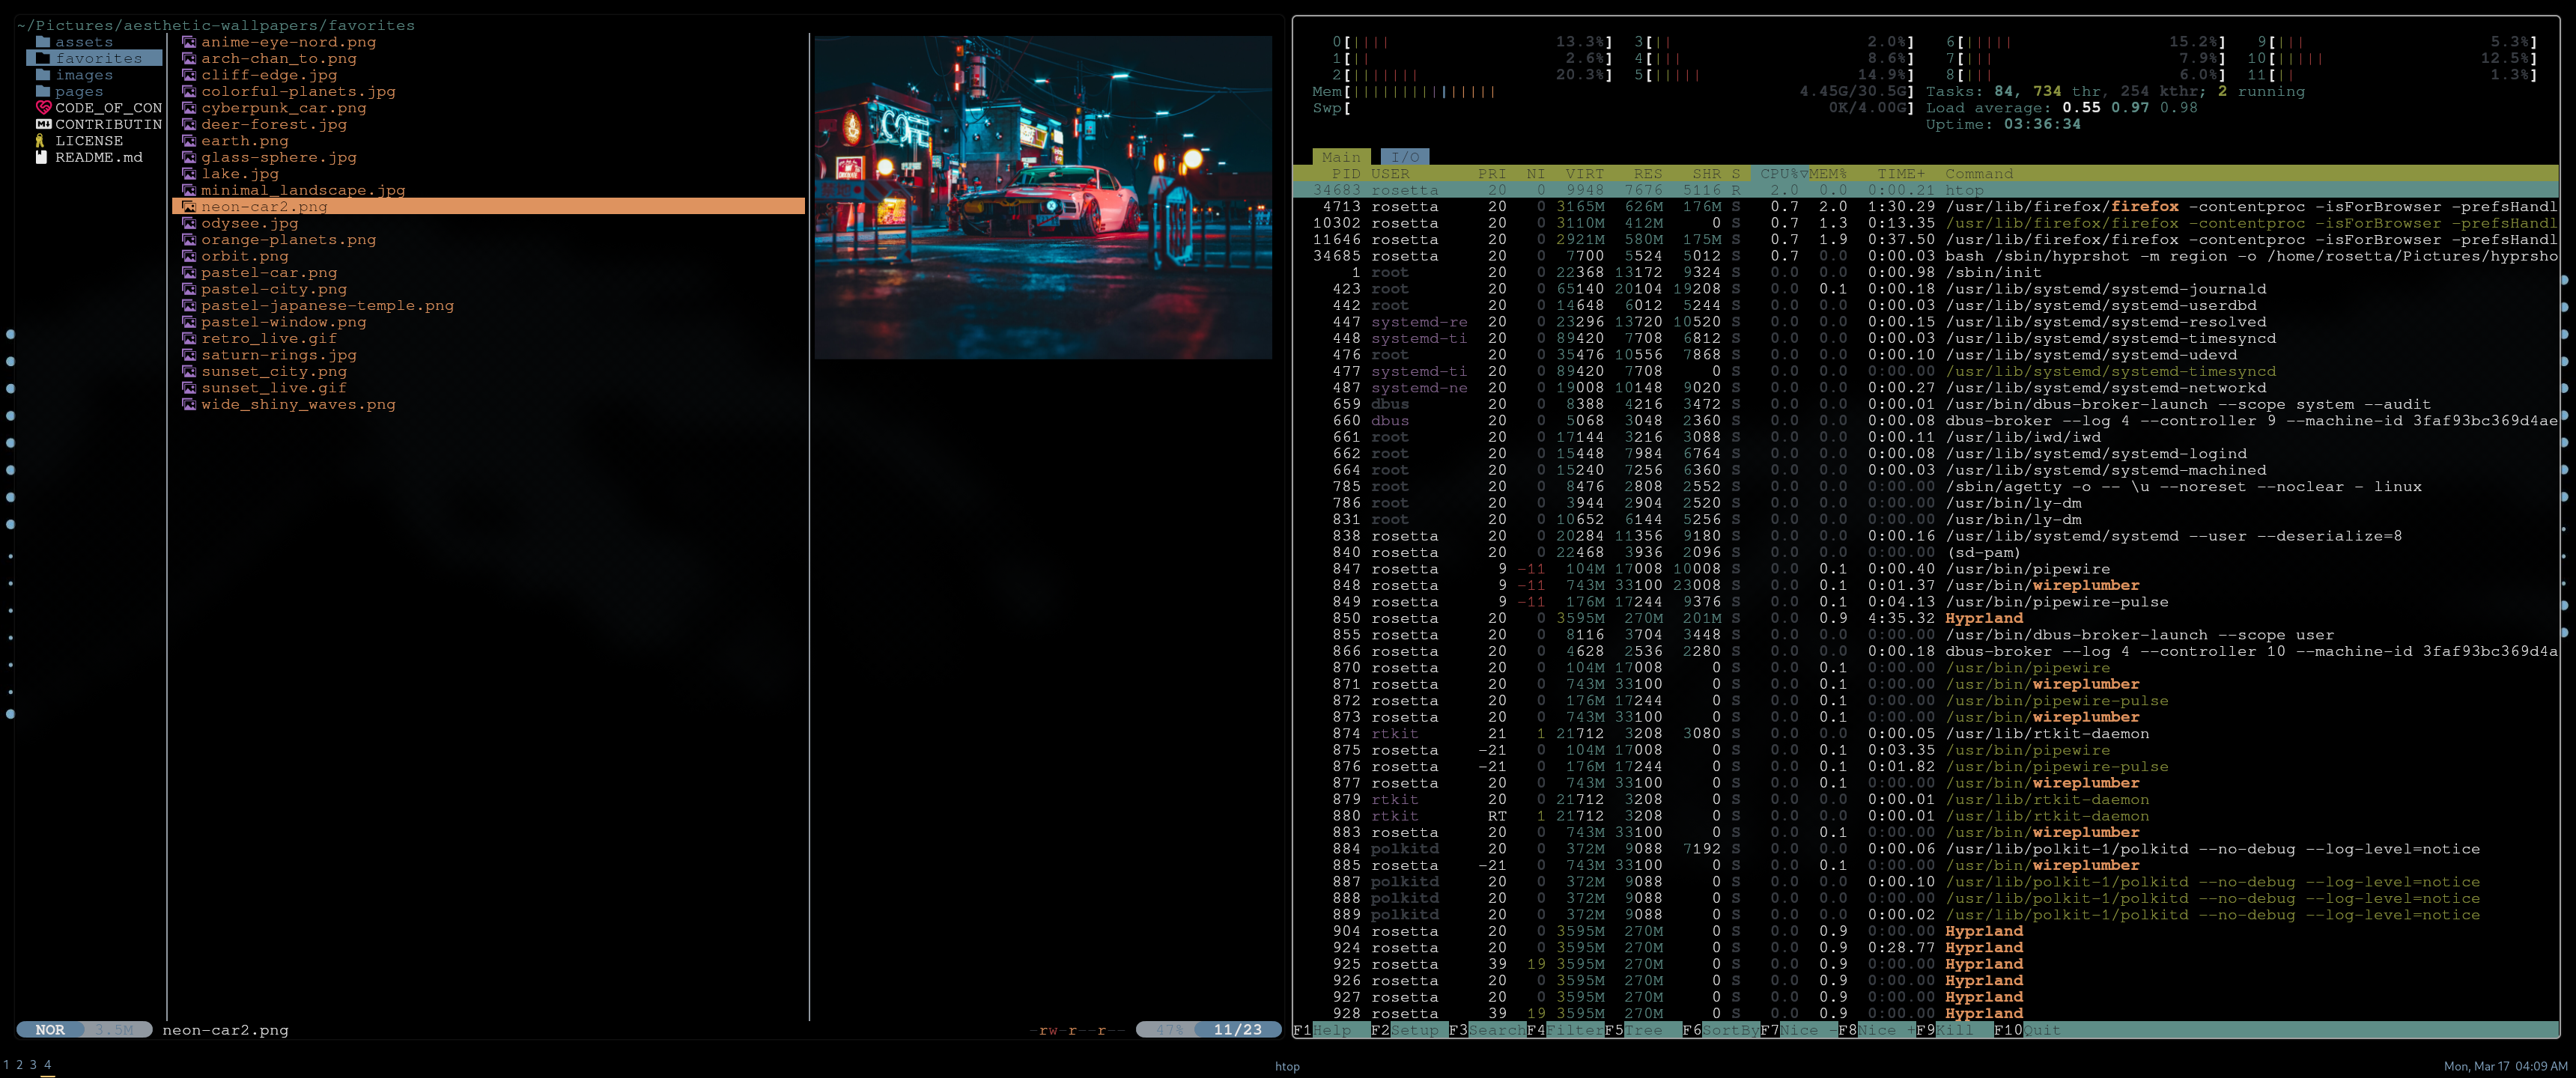 ~/Pictures/aesthetic-wallpapers/favorites
assets
favorites
images
pages
CODE_OF_CON
CONTRIBUTIN
LICENSE
README.md
anime-eye-nord.png
arch-chan_to.png
cliff-edge.jpg
colorful-planets.jpg
cyberpunk_car.png
deer-forest.jpg
earth.png
glass-sphere.jpg
lake.jpg
minimal_landscape.jpg
neon-car2.png
odysee.jpg
orange-planets.png
orbit.png
pastel-car.png
pastel-city.png
pastel-japanese-temple.png
pastel-window.png
retro_live.gif
saturn-rings.jpg
sunset_city.png
sunset_live.gif
wide_shiny_waves.png
NOR 3.5M neon-car2.png -rw-r--r-- 47% 11/23
0[|||| 13.3%] 3[|| 2.0%] 6[||||| 15.2%] 9[||| 5.3%]
1[|| 2.6%] 4[||| 8.6%] 7[||| 7.9%] 10[||||| 12.5%]
2[||||||| 20.3%] 5[||||| 14.9%] 8[||| 6.0%] 11[|| 1.3%]
Mem[||||||||||||||| 4.45G/30.5G] Tasks: 84, 734 thr, 254 kthr; 2 running
Swp[ 0K/4.00G] Load average: 0.55 0.97 0.98
Uptime: 03:36:34
Main I/O
PID USER PRI NI VIRT RES SHR S CPU%▽MEM% TIME+ Command
34683 rosetta 20 0 9948 7676 5116 R 2.0 0.0 0:00.21 htop
4713 rosetta 20 0 3165M 626M 176M S 0.7 2.0 1:30.29 /usr/lib/firefox/firefox -contentproc -isForBrowser -prefsHandl
10302 rosetta 20 0 3110M 412M 0 S 0.7 1.3 0:13.35 /usr/lib/firefox/firefox -contentproc -isForBrowser -prefsHandl
11646 rosetta 20 0 2921M 580M 175M S 0.7 1.9 0:37.50 /usr/lib/firefox/firefox -contentproc -isForBrowser -prefsHandl
34685 rosetta 20 0 7700 5524 5012 S 0.7 0.0 0:00.03 bash /sbin/hyprshot -m region -o /home/rosetta/Pictures/hyprsho
1 root 20 0 22368 13172 9324 S 0.0 0.0 0:00.98 /sbin/init
423 root 20 0 65140 20104 19208 S 0.0 0.1 0:00.18 /usr/lib/systemd/systemd-journald
442 root 20 0 14648 6012 5244 S 0.0 0.0 0:00.03 /usr/lib/systemd/systemd-userdbd
447 systemd-re 20 0 23296 13720 10520 S 0.0 0.0 0:00.15 /usr/lib/systemd/systemd-resolved
448 systemd-ti 20 0 89420 7708 6812 S 0.0 0.0 0:00.03 /usr/lib/systemd/systemd-timesyncd
476 root 20 0 35476 10556 7868 S 0.0 0.0 0:00.10 /usr/lib/systemd/systemd-udevd
477 systemd-ti 20 0 89420 7708 0 S 0.0 0.0 0:00.00 /usr/lib/systemd/systemd-timesyncd
487 systemd-ne 20 0 19008 10148 9020 S 0.0 0.0 0:00.27 /usr/lib/systemd/systemd-networkd
659 dbus 20 0 8388 4216 3472 S 0.0 0.0 0:00.01 /usr/bin/dbus-broker-launch --scope system --audit
660 dbus 20 0 5068 3048 2360 S 0.0 0.0 0:00.08 dbus-broker --log 4 --controller 9 --machine-id 3faf93bc369d4ae
661 root 20 0 17144 3216 3088 S 0.0 0.0 0:00.11 /usr/lib/iwd/iwd
662 root 20 0 15448 7984 6764 S 0.0 0.0 0:00.08 /usr/lib/systemd/systemd-logind
664 root 20 0 15240 7256 6360 S 0.0 0.0 0:00.03 /usr/lib/systemd/systemd-machined
785 root 20 0 8476 2808 2552 S 0.0 0.0 0:00.00 /sbin/agetty -o -- \u --noreset --noclear - linux
786 root 20 0 3944 2904 2520 S 0.0 0.0 0:00.00 /usr/bin/ly-dm
831 root 20 0 10652 6144 5256 S 0.0 0.0 0:00.00 /usr/bin/ly-dm
838 rosetta 20 0 20284 11356 9180 S 0.0 0.0 0:00.16 /usr/lib/systemd/systemd --user --deserialize=8
840 rosetta 20 0 22468 3936 2096 S 0.0 0.0 0:00.00 (sd-pam)
847 rosetta 9 -11 104M 17008 10008 S 0.0 0.1 0:00.40 /usr/bin/pipewire
848 rosetta 9 -11 743M 33100 23008 S 0.0 0.1 0:01.37 /usr/bin/wireplumber
849 rosetta 9 -11 176M 17244 9376 S 0.0 0.1 0:04.13 /usr/bin/pipewire-pulse
850 rosetta 20 0 3595M 270M 201M S 0.0 0.9 4:35.32 Hyprland
855 rosetta 20 0 8116 3704 3448 S 0.0 0.0 0:00.00 /usr/bin/dbus-broker-launch --scope user
866 rosetta 20 0 4628 2536 2280 S 0.0 0.0 0:00.18 dbus-broker --log 4 --controller 10 --machine-id 3faf93bc369d4a
870 rosetta 20 0 104M 17008 0 S 0.0 0.1 0:00.00 /usr/bin/pipewire
871 rosetta 20 0 743M 33100 0 S 0.0 0.1 0:00.00 /usr/bin/wireplumber
872 rosetta 20 0 176M 17244 0 S 0.0 0.1 0:00.00 /usr/bin/pipewire-pulse
873 rosetta 20 0 743M 33100 0 S 0.0 0.1 0:00.00 /usr/bin/wireplumber
874 rtkit 21 1 21712 3208 3080 S 0.0 0.0 0:00.05 /usr/lib/rtkit-daemon
875 rosetta -21 0 104M 17008 0 S 0.0 0.1 0:03.35 /usr/bin/pipewire
876 rosetta -21 0 176M 17244 0 S 0.0 0.1 0:01.82 /usr/bin/pipewire-pulse
877 rosetta 20 0 743M 33100 0 S 0.0 0.1 0:00.00 /usr/bin/wireplumber
879 rtkit 20 0 21712 3208 0 S 0.0 0.0 0:00.01 /usr/lib/rtkit-daemon
880 rtkit RT 1 21712 3208 0 S 0.0 0.0 0:00.01 /usr/lib/rtkit-daemon
883 rosetta 20 0 743M 33100 0 S 0.0 0.1 0:00.00 /usr/bin/wireplumber
884 polkitd 20 0 372M 9088 7192 S 0.0 0.0 0:00.06 /usr/lib/polkit-1/polkitd --no-debug --log-level=notice
885 rosetta -21 0 743M 33100 0 S 0.0 0.1 0:00.00 /usr/bin/wireplumber
887 polkitd 20 0 372M 9088 0 S 0.0 0.0 0:00.10 /usr/lib/polkit-1/polkitd --no-debug --log-level=notice
888 polkitd 20 0 372M 9088 0 S 0.0 0.0 0:00.00 /usr/lib/polkit-1/polkitd --no-debug --log-level=notice
889 polkitd 20 0 372M 9088 0 S 0.0 0.0 0:00.02 /usr/lib/polkit-1/polkitd --no-debug --log-level=notice
904 rosetta 20 0 3595M 270M 0 S 0.0 0.9 0:00.00 Hyprland
924 rosetta 20 0 3595M 270M 0 S 0.0 0.9 0:28.77 Hyprland
925 rosetta 39 19 3595M 270M 0 S 0.0 0.9 0:00.00 Hyprland
926 rosetta 20 0 3595M 270M 0 S 0.0 0.9 0:00.00 Hyprland
927 rosetta 20 0 3595M 270M 0 S 0.0 0.9 0:00.00 Hyprland
928 rosetta 39 19 3595M 270M 0 S 0.0 0.9 0:00.00 Hyprland
F1Help F2Setup F3SearchF4FilterF5Tree F6SortByF7Nice -F8Nice +F9Kill F10Quit
1 2 3 4
htop
Mon, Mar 17 04:09 AM